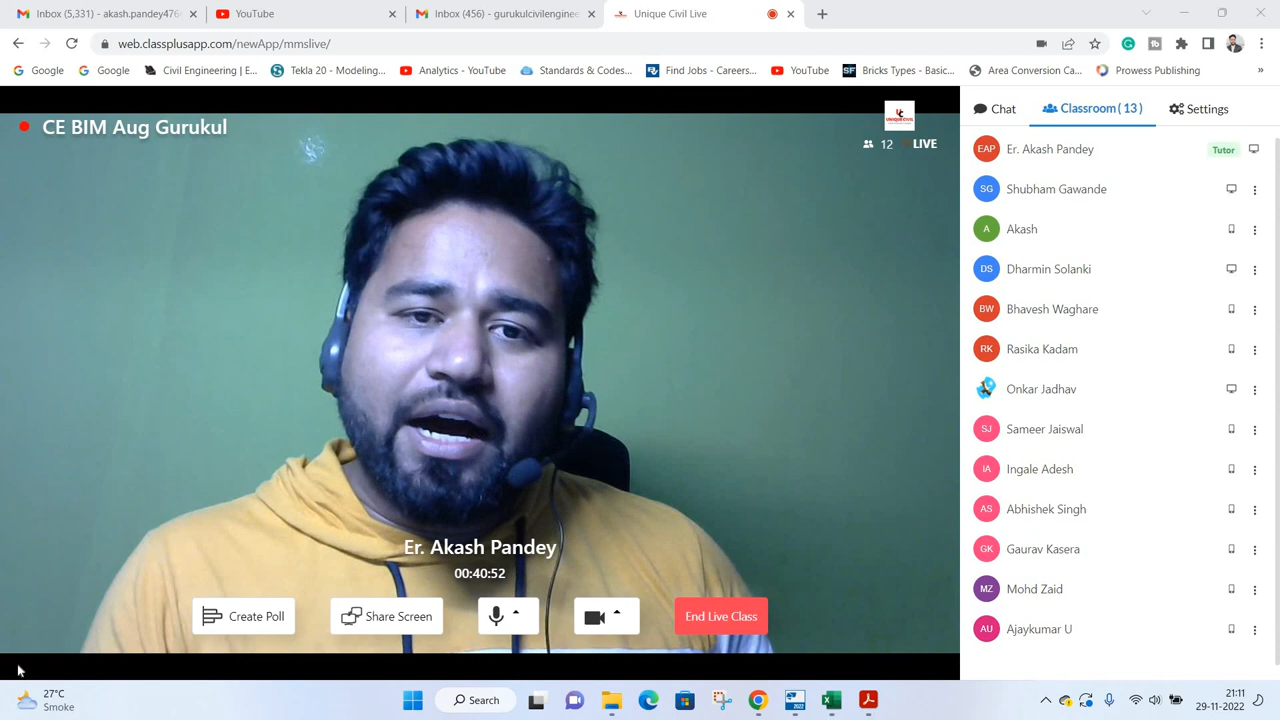 Inbox (5,331) - akash.pandey476
YouTube
Inbox (456) - gurukulcivilenginee
Unique Civil Live
web.classplusapp.com/newApp/mmslive/
Google
Google
Civil Engineering | E...
Tekla 20 - Modeling...
Analytics - YouTube
Standards & Codes...
Find Jobs - Careers...
YouTube
SF
Bricks Types - Basic...
Area Conversion Ca...
Prowess Publishing
»
CE BIM Aug Gurukul
UNIQUE CIVIL
12 LIVE
Er. Akash Pandey
00:40:52
Create Poll
Share Screen
End Live Class
Chat
Classroom ( 13 )
Settings
EAP Er. Akash Pandey Tutor
SG Shubham Gawande
A Akash
DS Dharmin Solanki
BW Bhavesh Waghare
RK Rasika Kadam
Onkar Jadhav
SJ Sameer Jaiswal
IA Ingale Adesh
AS Abhishek Singh
GK Gaurav Kasera
MZ Mohd Zaid
AU Ajaykumar U
27°C
Smoke
Search
2022
21:11
29-11-2022